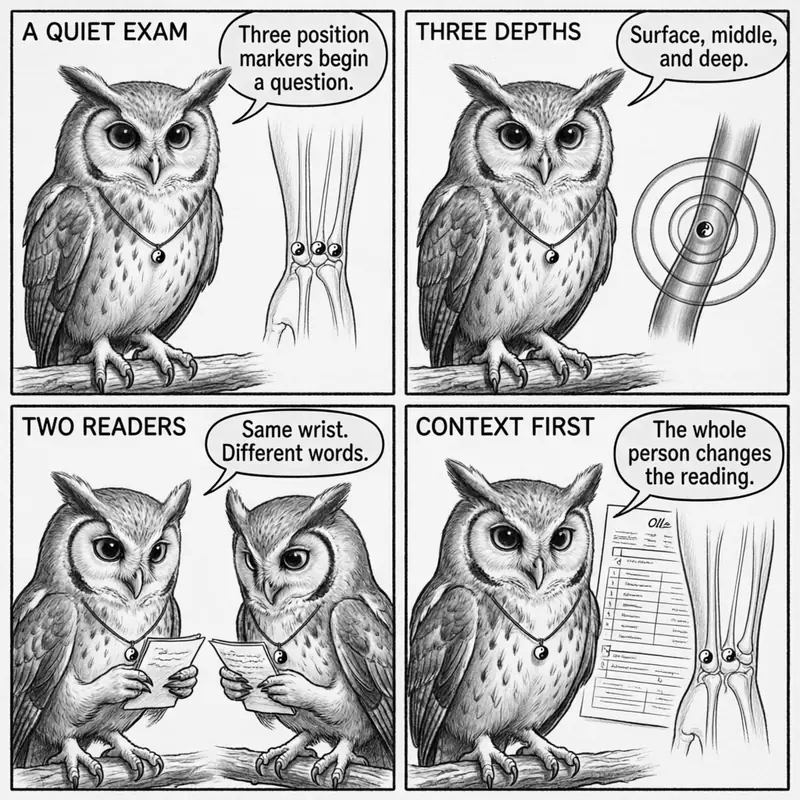 A QUIET EXAM
Three position
markers begin
a question.
THREE DEPTHS
Surface, middle,
and deep.
TWO READERS
Same wrist.
Different words.
CONTEXT FIRST
The whole
person changes
the reading.